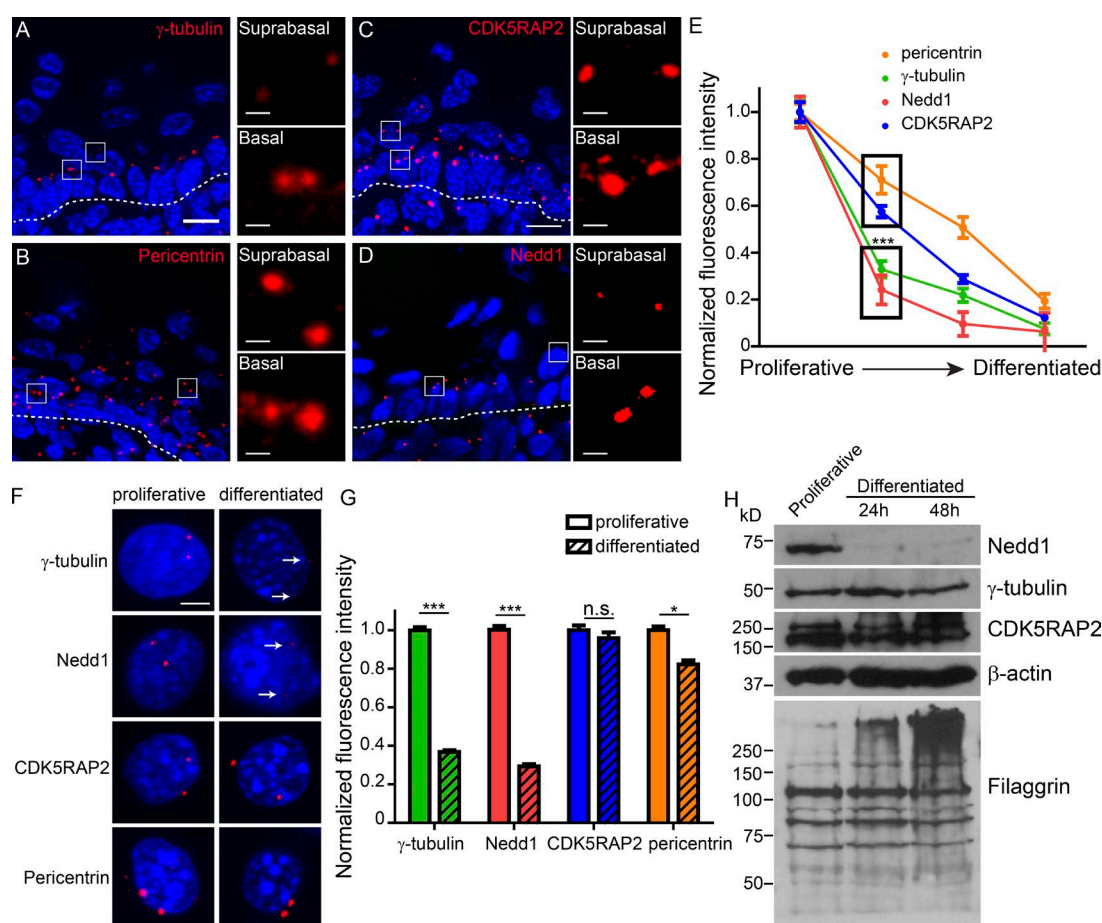 A
γ-tubulin
Suprabasal
Basal
C
CDK5RAP2
Suprabasal
Basal
B
Pericentrin
Suprabasal
Basal
D
Nedd1
Suprabasal
Basal
E
pericentrin
γ-tubulin
Nedd1
CDK5RAP2
Normalized fluorescence intensity
1.0
0.8
0.6
0.4
0.2
0
***
Proliferative
Differentiated
F
proliferative differentiated
γ-tubulin
Nedd1
CDK5RAP2
Pericentrin
G
proliferative
differentiated
Normalized fluorescence intensity
1.0
0.8
0.6
0.4
0.2
0
***
***
n.s.
*
γ-tubulin Nedd1 CDK5RAP2 pericentrin
H
kD
Proliferative
Differentiated
24h 48h
75
Nedd1
50
γ-tubulin
250
150
CDK5RAP2
37
β-actin
250
150
100
75
50
Filaggrin